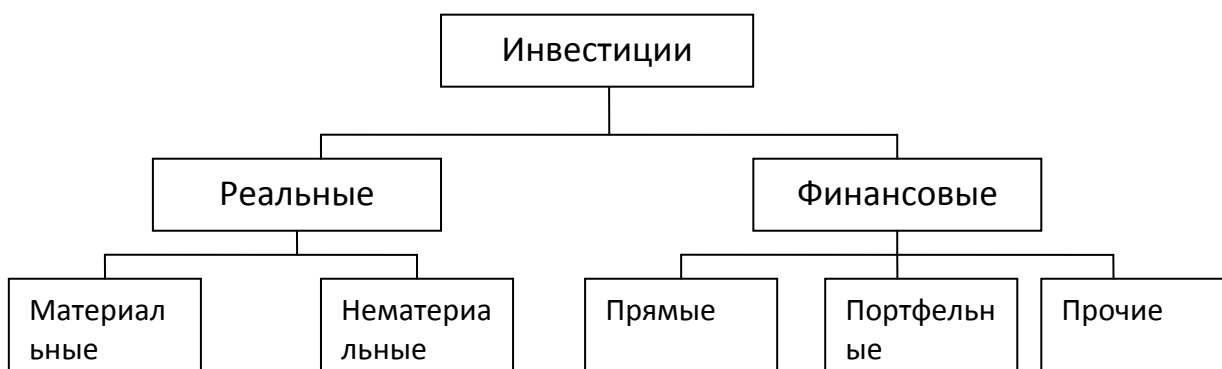 Инвестиции
Реальные
Финансовые
Материал
ьные
Нематериа
льные
Прямые
Портфельн
ые
Прочие